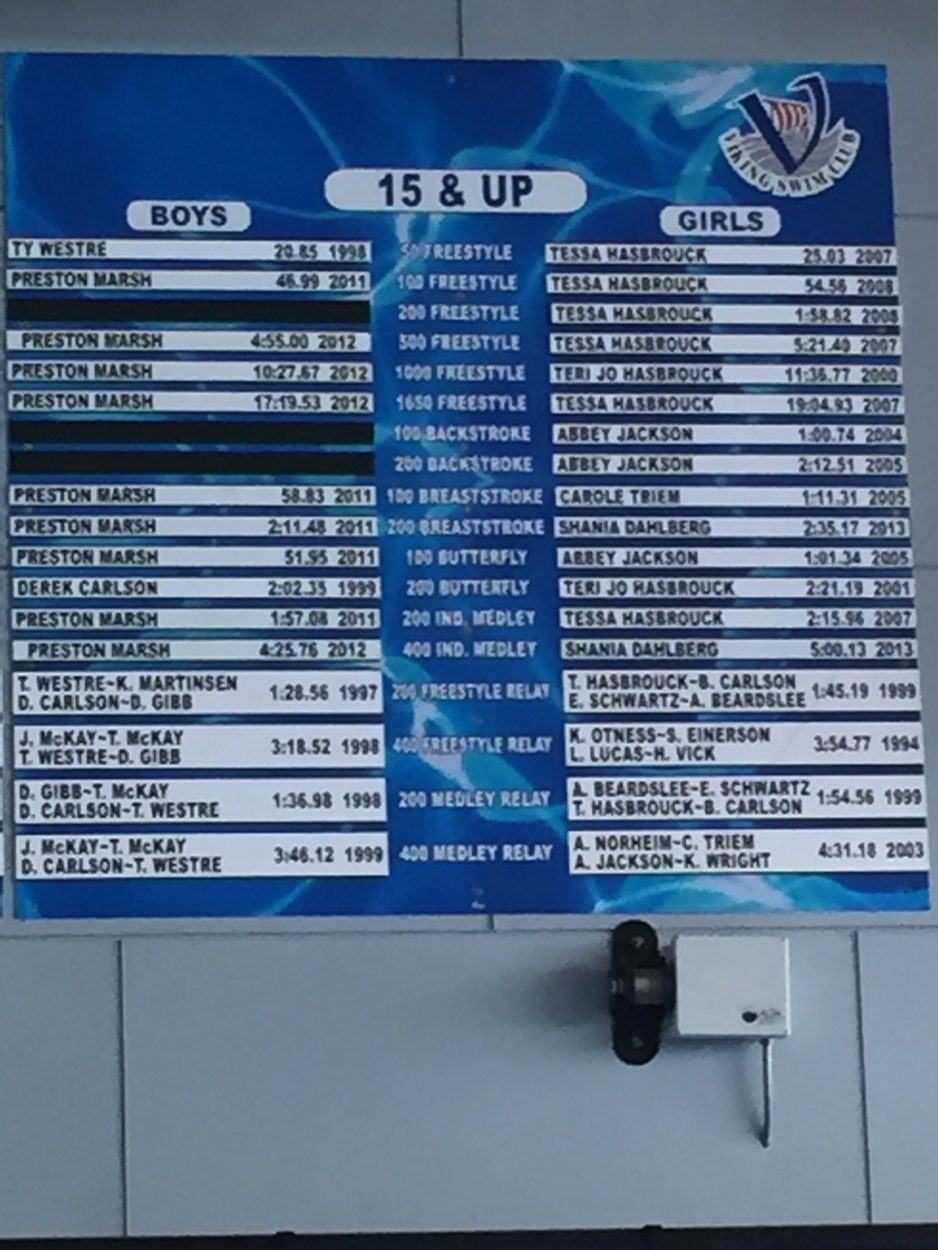 VIKING SWIM CLUB
15 & UP
BOYS GIRLS
TY WESTRE 20.85 1998 50 FREESTYLE TESSA HASBROUCK 25.03 2007
PRESTON MARSH 46.99 2011 100 FREESTYLE TESSA HASBROUCK 54.56 2008
200 FREESTYLE TESSA HASBROUCK 1:58.82 2008
PRESTON MARSH 4:55.00 2012 500 FREESTYLE TESSA HASBROUCK 5:21.40 2007
PRESTON MARSH 10:27.67 2012 1000 FREESTYLE TERI JO HASBROUCK 11:36.77 2000
PRESTON MARSH 17:19.53 2012 1650 FREESTYLE TESSA HASBROUCK 19:04.93 2007
100 BACKSTROKE ABBEY JACKSON 1:00.74 2004
200 BACKSTROKE ABBEY JACKSON 2:12.51 2005
PRESTON MARSH 58.83 2011 100 BREASTSTROKE CAROLE TRIEM 1:11.31 2005
PRESTON MARSH 2:11.48 2011 200 BREASTSTROKE SHANIA DAHLBERG 2:35.17 2013
PRESTON MARSH 51.95 2011 100 BUTTERFLY ABBEY JACKSON 1:01.34 2005
DEREK CARLSON 2:02.35 1999 200 BUTTERFLY TERI JO HASBROUCK 2:21.19 2001
PRESTON MARSH 1:57.08 2011 200 IND. MEDLEY TESSA HASBROUCK 2:15.96 2007
PRESTON MARSH 4:25.76 2012 400 IND. MEDLEY SHANIA DAHLBERG 5:00.13 2013
T. WESTRE~K. MARTINSEN T. HASBROUCK~B. CARLSON
D. CARLSON~D. GIBB 1:28.56 1997 200 FREESTYLE RELAY E. SCHWARTZ~A. BEARDSLEE 1:45.19 1999
J. McKAY~T. McKAY K. OTNESS~S. EINERSON
T. WESTRE~D. GIBB 3:18.52 1998 400 FREESTYLE RELAY L. LUCAS~H. VICK 3:54.77 1994
D. GIBB~T. McKAY A. BEARDSLEE~E. SCHWARTZ
D. CARLSON~T. WESTRE 1:36.98 1998 200 MEDLEY RELAY T. HASBROUCK~B. CARLSON 1:54.56 1999
J. McKAY~T. McKAY A. NORHEIM~C. TRIEM
D. CARLSON~T. WESTRE 3:46.12 1999 400 MEDLEY RELAY A. JACKSON~K. WRIGHT 4:31.18 2003